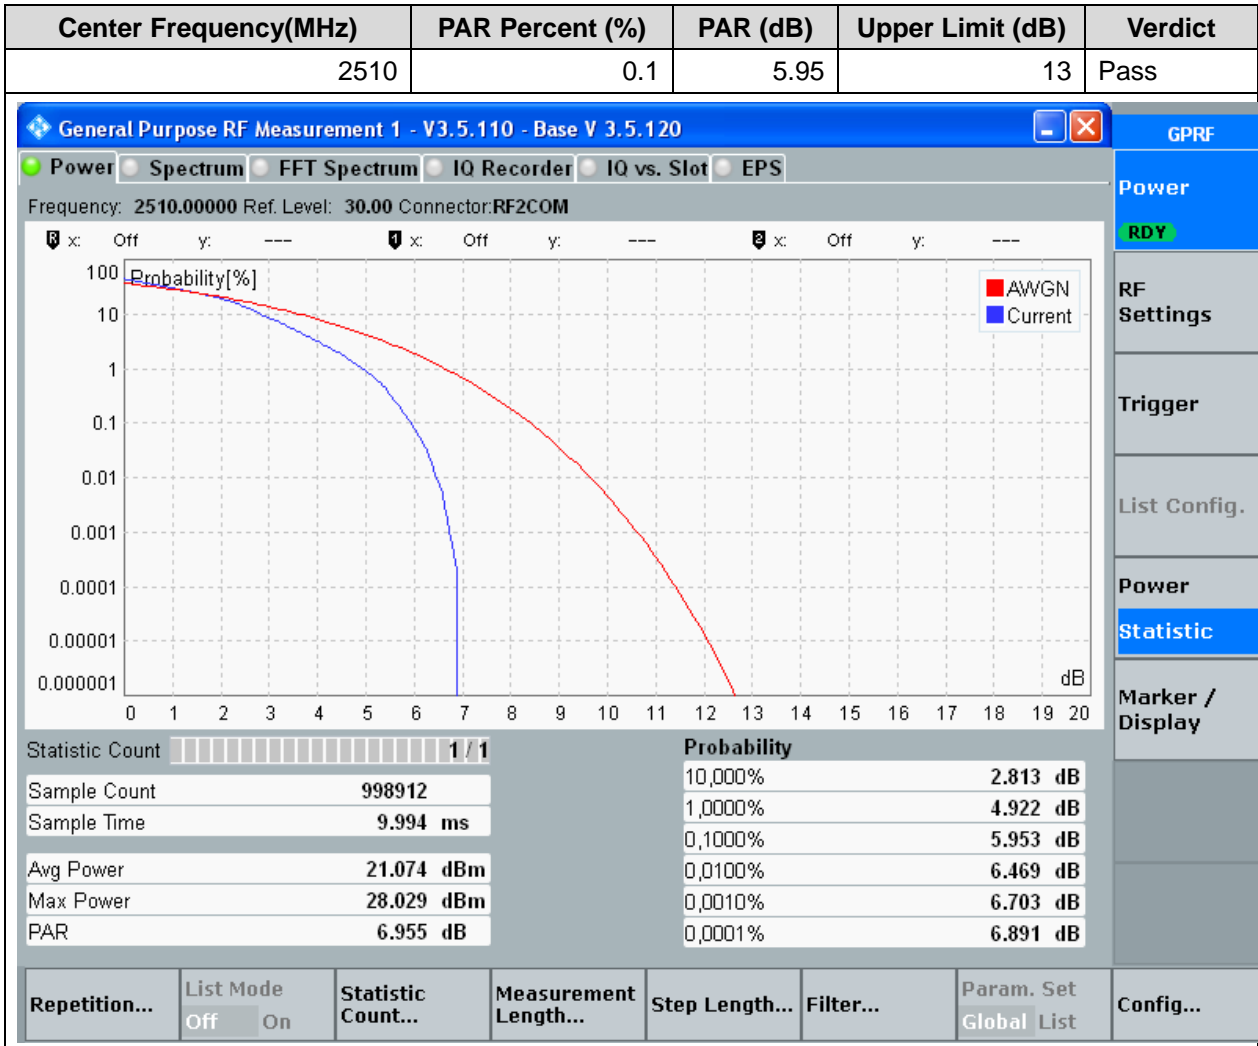 Center Frequency(MHz) PAR Percent (%) PAR (dB) Upper Limit (dB) Verdict
2510 0.1 5.95 13 Pass
General Purpose RF Measurement 1 - V3.5.110 - Base V 3.5.120
GPRF
Power Spectrum FFT Spectrum IQ Recorder IQ vs. Slot EPS
Frequency: 2510.00000 Ref. Level: 30.00 Connector:RF2COM
R x: Off y: --- 1 x: Off y: --- 2 x: Off y: ---
Probability[%]
100
10
1
0.1
0.01
0.001
0.0001
0.00001
0.000001
AWGN
Current
dB
0 1 2 3 4 5 6 7 8 9 10 11 12 13 14 15 16 17 18 19 20
Statistic Count 1 / 1
Sample Count 998912
Sample Time 9.994 ms
Avg Power 21.074 dBm
Max Power 28.029 dBm
PAR 6.955 dB
Probability
10,000% 2.813 dB
1,0000% 4.922 dB
0,1000% 5.953 dB
0,0100% 6.469 dB
0,0010% 6.703 dB
0,0001% 6.891 dB
Power
RDY
RF
Settings
Trigger
List Config.
Power
Statistic
Marker /
Display
Repetition...
List Mode
Off On
Statistic
Count...
Measurement
Length...
Step Length...
Filter...
Param. Set
Global List
Config...